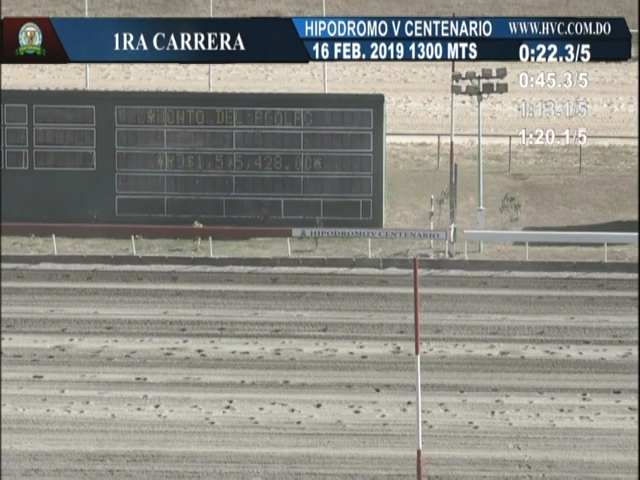 1RA CARRERA
HIPODROMO V CENTENARIO
WWW.HVC.COM.DO
16 FEB. 2019 1300 MTS
0:22.3/5
0:45.3/5
1:13.1/5
1:20.1/5
HIPODROMO V CENTENARIO